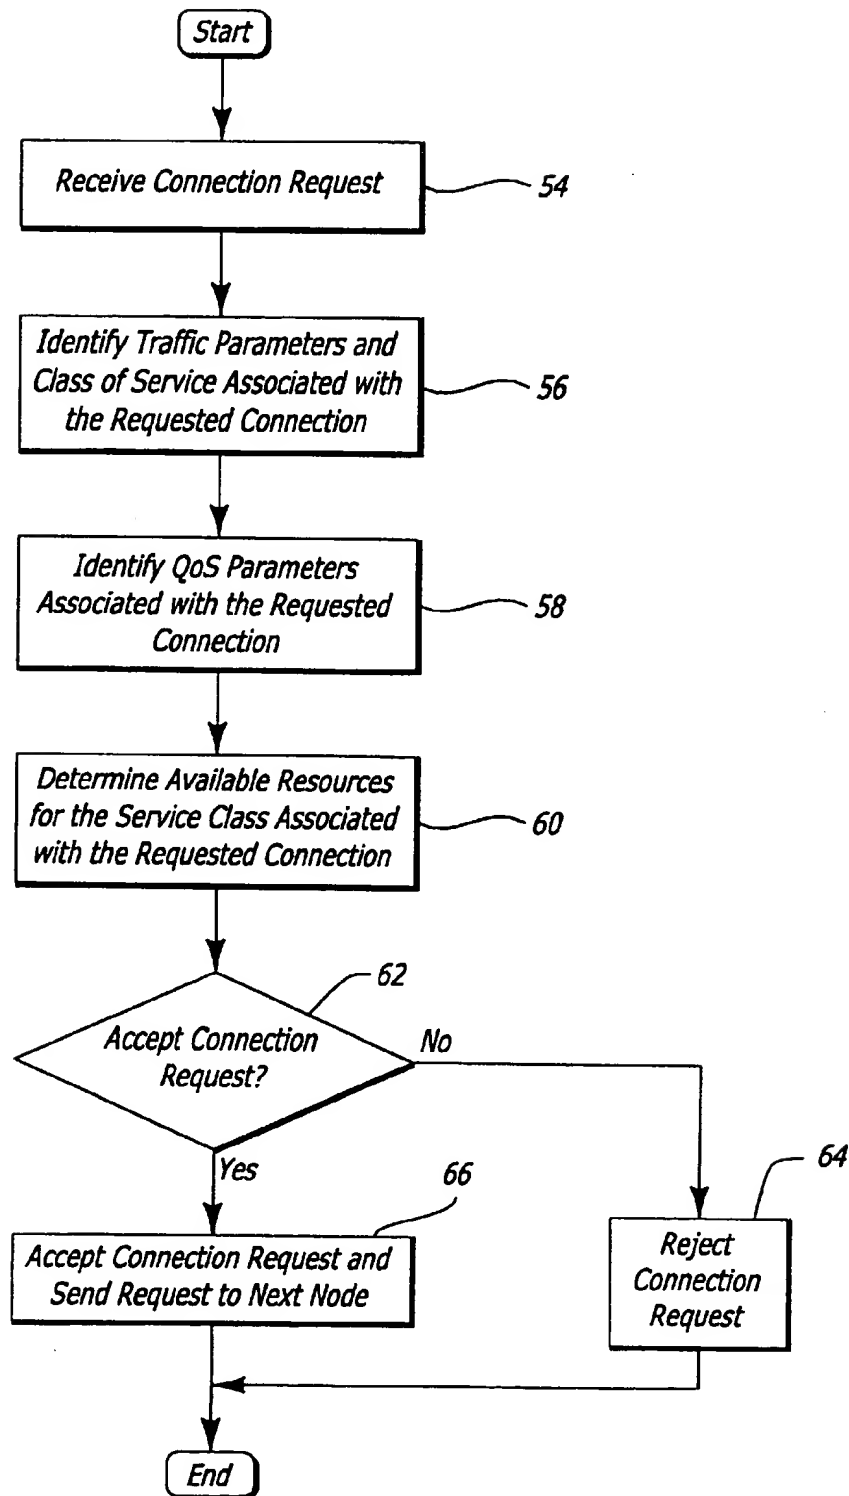 Start
Receive Connection Request
54
Identify Traffic Parameters and
Class of Service Associated with
the Requested Connection
56
Identify QoS Parameters
Associated with the Requested
Connection
58
Determine Available Resources
for the Service Class Associated
with the Requested Connection
60
62
Accept Connection
Request?
No
Yes
66
64
Accept Connection Request and
Send Request to Next Node
Reject
Connection
Request
End